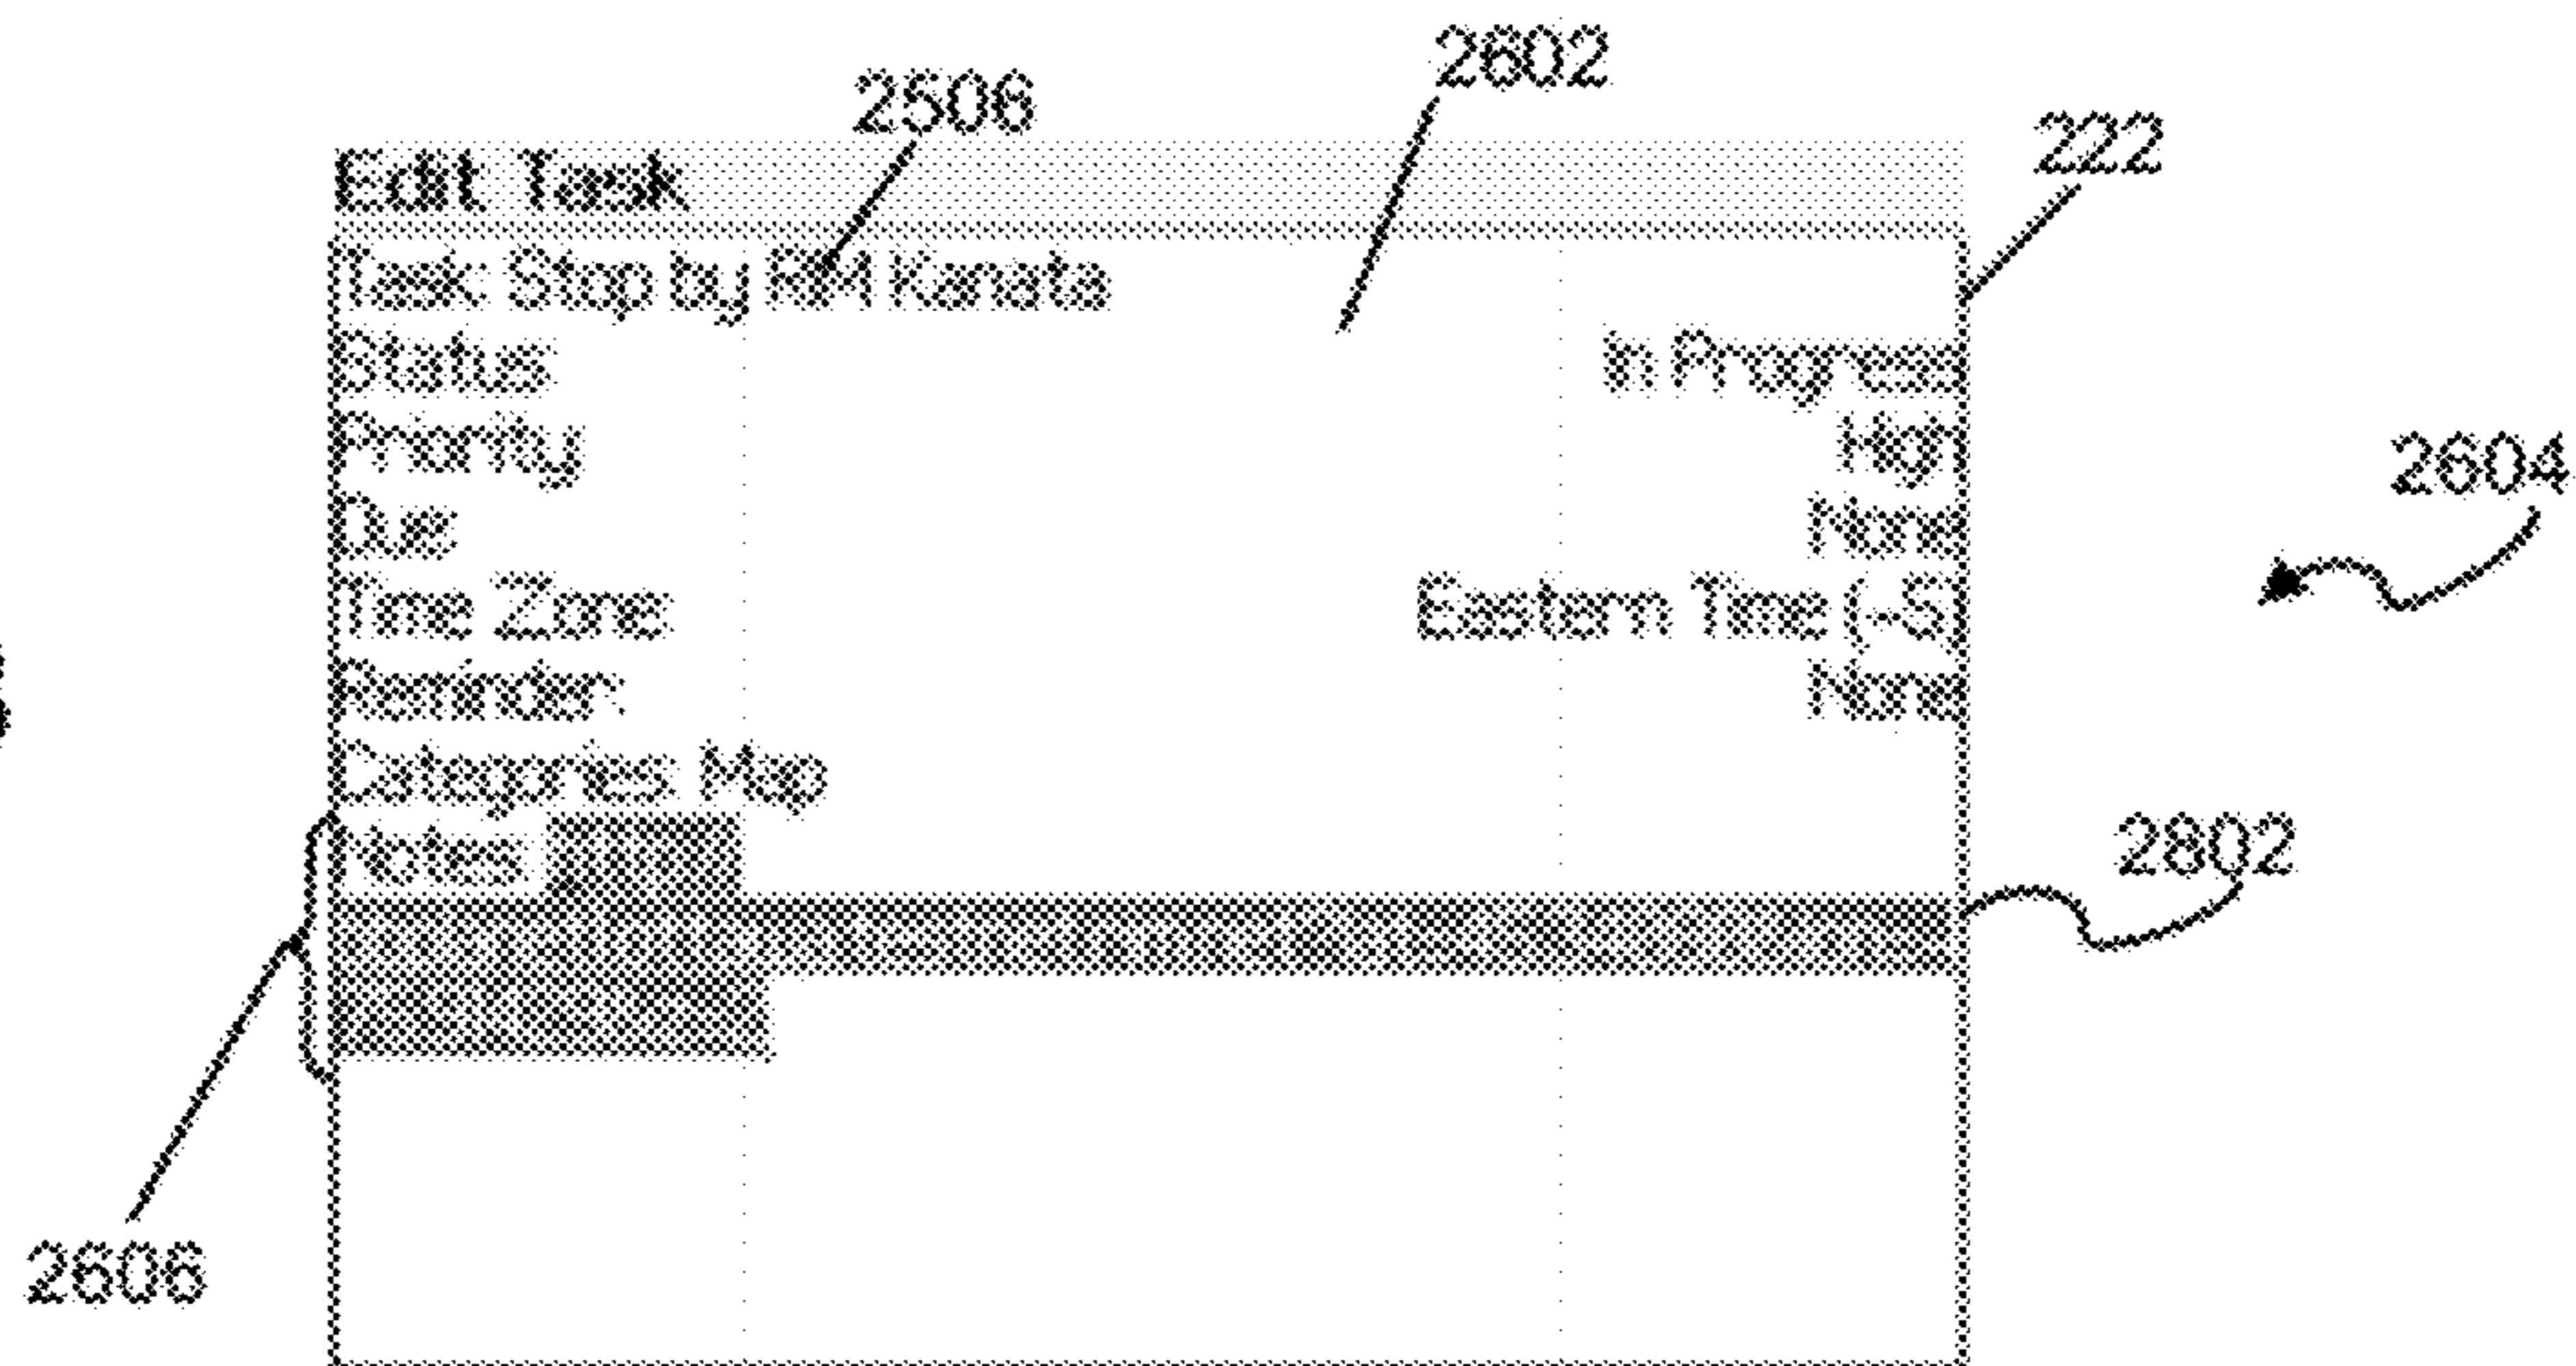 2506
2602
222
Edit Task
Task: Stop by RIM Kanata
Status: In Progress
Priority: High
Due: None
2604
Time Zone: Eastern Time (-5)
Reminder: None
Categories: Map
Notes:
2802
2606